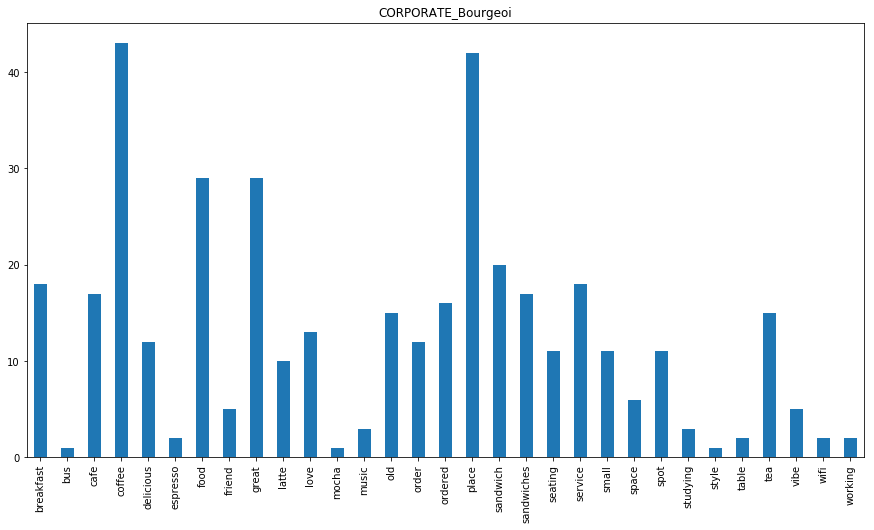 CORPORATE_Bourgeoi
40
30
20
10
0
breakfast
bus
cafe
coffee
delicious
espresso
food
friend
great
latte
love
mocha
music
old
order
ordered
place
sandwich
sandwiches
seating
service
small
space
spot
studying
style
table
tea
vibe
wifi
working